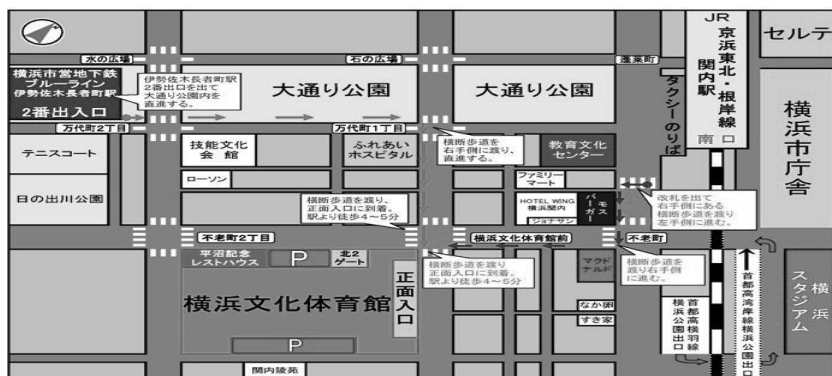 JR
京浜東北・根岸線
関内駅
南口
セルテ
水の広場
石の広場
蓬莱町
横浜市営地下鉄
ブルーライン
伊勢佐木長者町駅
2番出入口
伊勢佐木長者町駅
2番出口を出て
大通り公園内を
直進する。
大通り公園
大通り公園
タクシーのりば
横浜市庁舎
万代町2丁目
万代町1丁目
テニスコート
技能文化
会館
ふれあい
ホスピタル
横断歩道を
右手側に渡り、
直進する。
教育文化
センター
ローソン
ファミリー
マート
日の出川公園
横断歩道を渡り、
正面入口に到着。
駅より徒歩4〜5分
HOTEL WING
横浜関内
ジョナサン
モス
バーガー
改札を出て
右手側にある
横断歩道を渡り
左手側に進む。
不老町2丁目
横浜文化体育館前
不老町
平沼記念
レストハウス
P
北2
ゲート
正面入口
横断歩道を渡り
正面入口に到着。
駅より徒歩4〜5分
マクド
ナルド
横断歩道を
渡り右手側
に進む。
横浜文化体育館
なか卯
すき家
首都高横羽線
横浜公園出口
首都高湾岸線横浜公園出口
横浜
スタジアム
P
関内陵苑